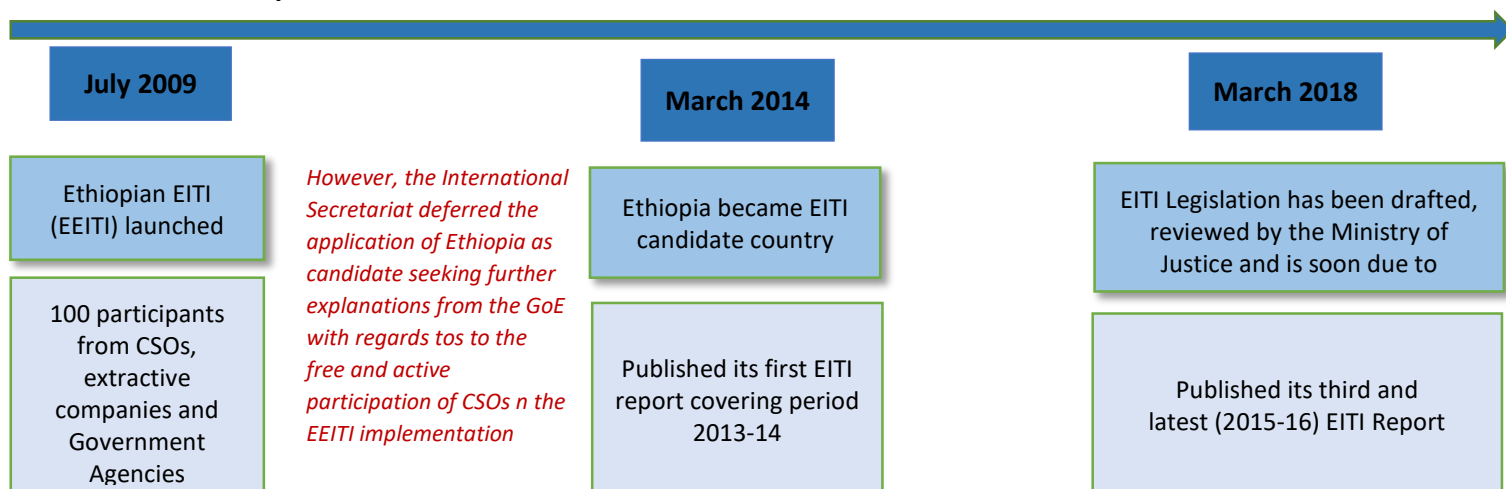 July 2009
Ethiopian EITI
(EEITI) launched
100 participants
from CSOs,
extractive
companies and
Government
Agencies
However, the International
Secretariat deferred the
application of Ethiopia as
candidate seeking further
explanations from the GoE
with regards tos to the
free and active
participation of CSOs n the
EEITI implementation
March 2014
Ethiopia became EITI
candidate country
Published its first EITI
report covering period
2013-14
March 2018
EITI Legislation has been drafted,
reviewed by the Ministry of
Justice and is soon due to
Published its third and
latest (2015-16) EITI Report